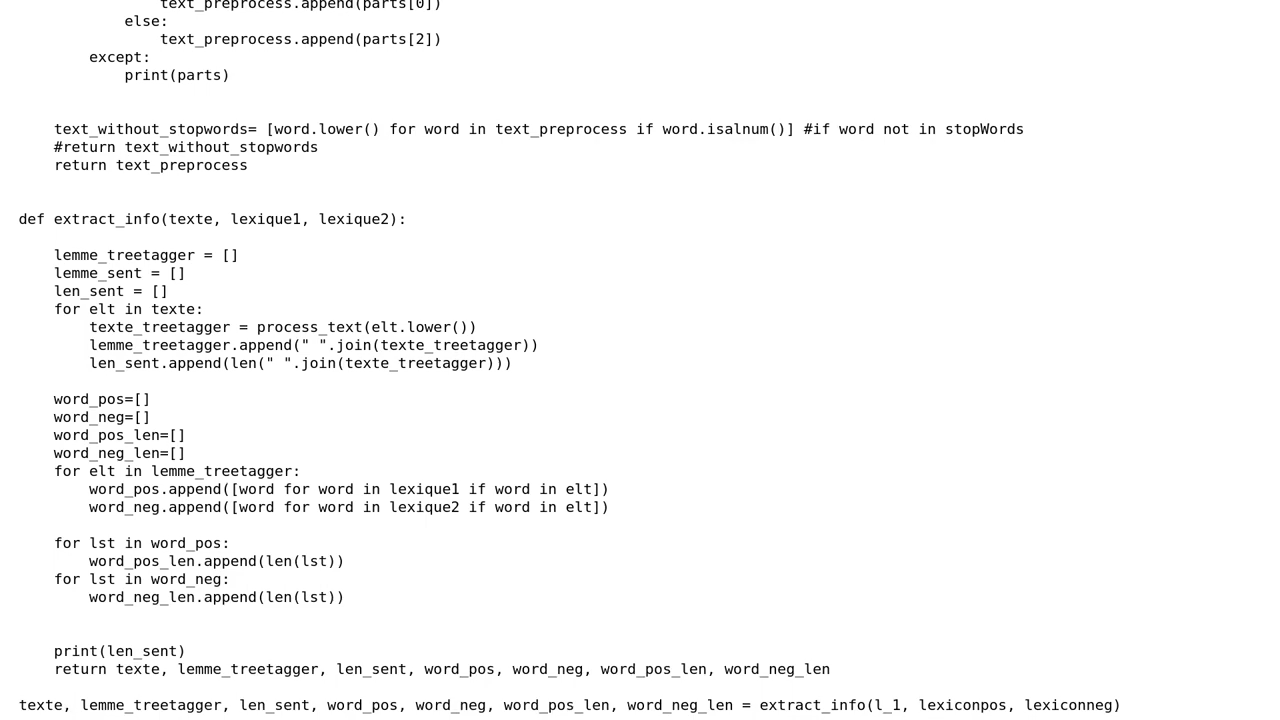 text_preprocess.append(parts[0])
else:
text_preprocess.append(parts[2])
except:
print(parts)
text_without_stopwords= [word.lower() for word in text_preprocess if word.isalnum()] #if word not in stopWords
#return text_without_stopwords
return text_preprocess
def extract_info(texte, lexique1, lexique2):
lemme_treetagger = []
lemme_sent = []
len_sent = []
for elt in texte:
texte_treetagger = process_text(elt.lower())
lemme_treetagger.append(" ".join(texte_treetagger))
len_sent.append(len(" ".join(texte_treetagger)))
word_pos=[]
word_neg=[]
word_pos_len=[]
word_neg_len=[]
for elt in lemme_treetagger:
word_pos.append([word for word in lexique1 if word in elt])
word_neg.append([word for word in lexique2 if word in elt])
for lst in word_pos:
word_pos_len.append(len(lst))
for lst in word_neg:
word_neg_len.append(len(lst))
print(len_sent)
return texte, lemme_treetagger, len_sent, word_pos, word_neg, word_pos_len, word_neg_len
texte, lemme_treetagger, len_sent, word_pos, word_neg, word_pos_len, word_neg_len = extract_info(l_1, lexiconpos, lexiconneg)